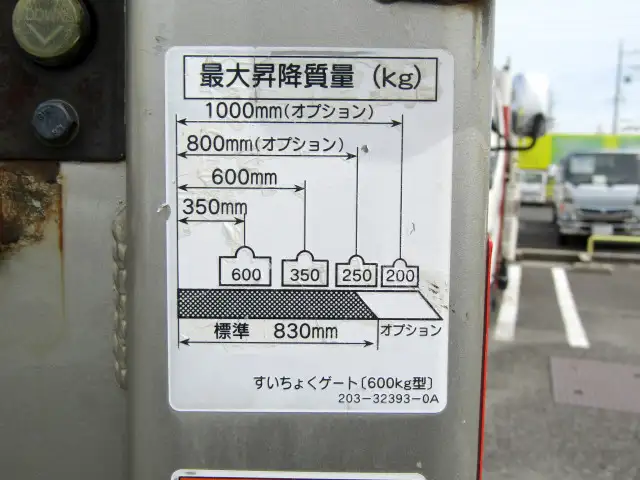 DOWN
最大昇降質量 (kg)
1000mm(オプション)
800mm(オプション)
600mm
350mm
600 350 250 200
標準 830mm オプション
すいちょくゲート〔600kg型〕
203-32393-0A